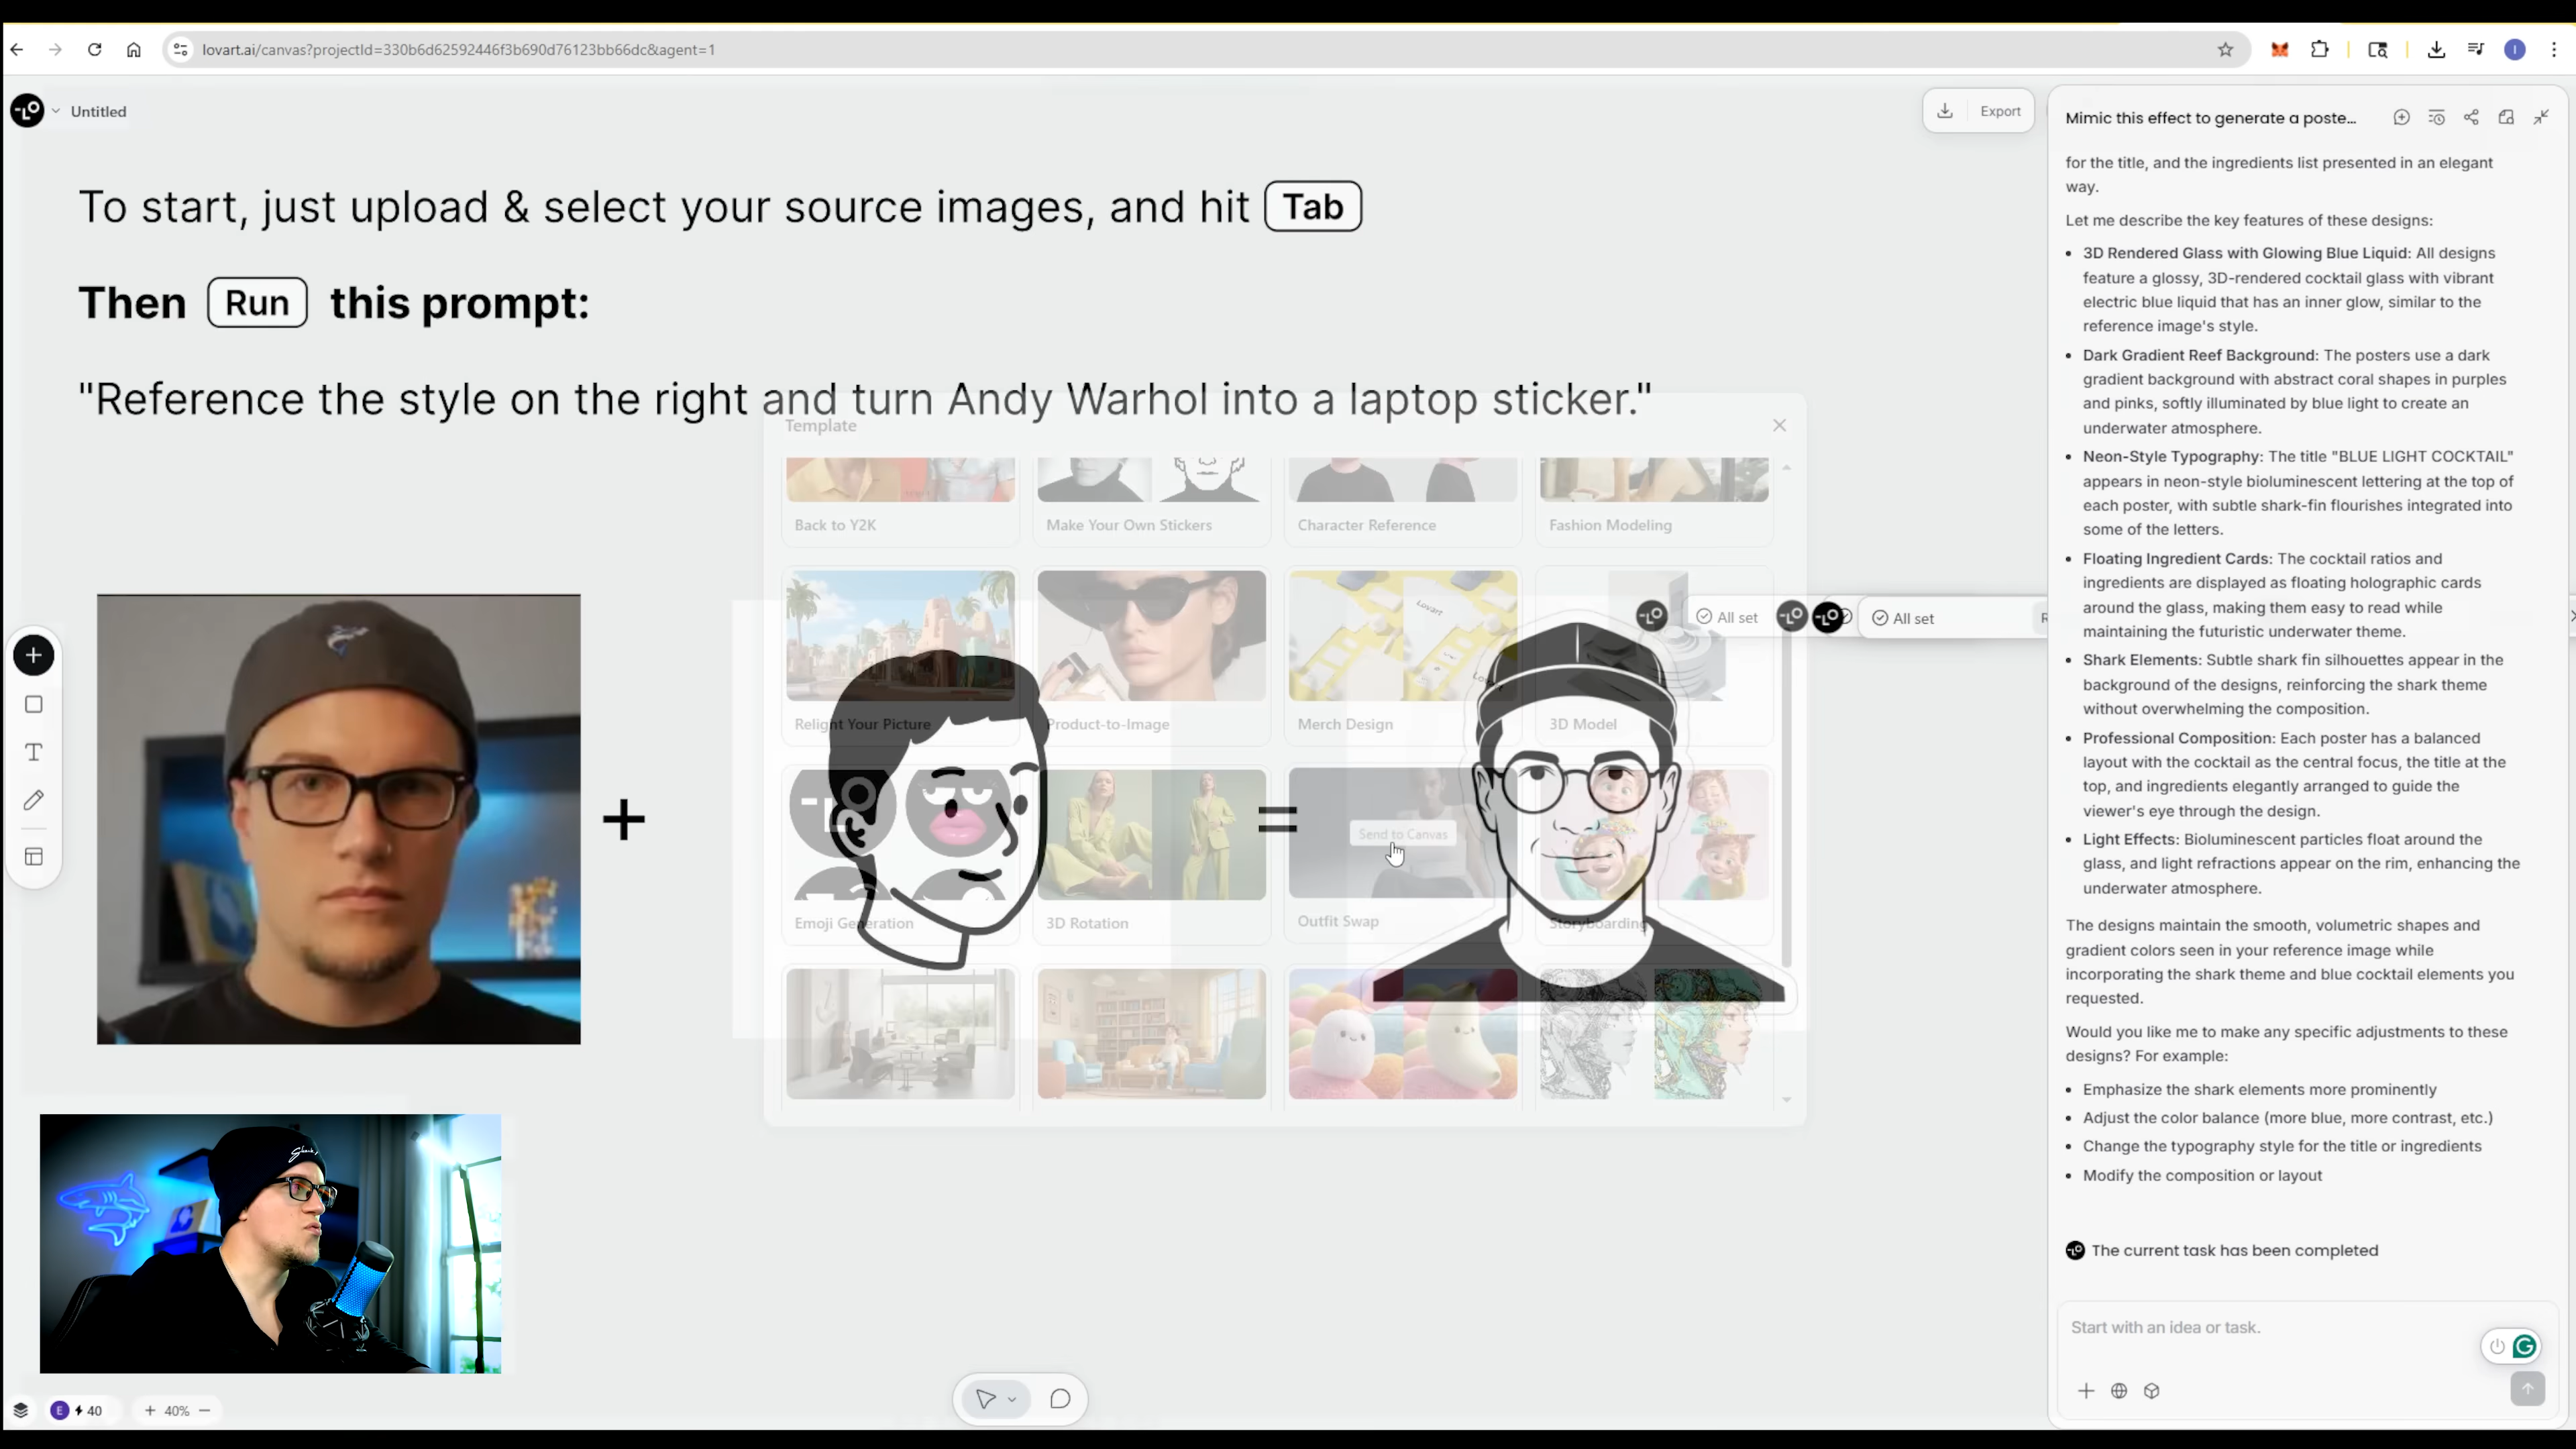 lovart.ai/canvas?projectId=330b6d62592446f3b690d76123bb66dc&agent=1
Untitled
Export
To start, just upload & select your source images, and hit Tab
Then Run this prompt:
"Reference the style on the right and turn Andy Warhol into a laptop sticker."
Template
Back to Y2K
Make Your Own Stickers
Character Reference
Fashion Modeling
Relight Your Picture
Product-to-Image
Merch Design
3D Model
All set
All set
Emoji Generation
3D Rotation
Outfit Swap
Storyboarding
Send to Canvas
+
=
E 40
+ 40% −
Mimic this effect to generate a poste...
for the title, and the ingredients list presented in an elegant
way.
Let me describe the key features of these designs:
• 3D Rendered Glass with Glowing Blue Liquid: All designs
feature a glossy, 3D-rendered cocktail glass with vibrant
electric blue liquid that has an inner glow, similar to the
reference image's style.
• Dark Gradient Reef Background: The posters use a dark
gradient background with abstract coral shapes in purples
and pinks, softly illuminated by blue light to create an
underwater atmosphere.
• Neon-Style Typography: The title "BLUE LIGHT COCKTAIL"
appears in neon-style bioluminescent lettering at the top of
each poster, with subtle shark-fin flourishes integrated into
some of the letters.
• Floating Ingredient Cards: The cocktail ratios and
ingredients are displayed as floating holographic cards
around the glass, making them easy to read while
maintaining the futuristic underwater theme.
• Shark Elements: Subtle shark fin silhouettes appear in the
background of the designs, reinforcing the shark theme
without overwhelming the composition.
• Professional Composition: Each poster has a balanced
layout with the cocktail as the central focus, the title at the
top, and ingredients elegantly arranged to guide the
viewer's eye through the design.
• Light Effects: Bioluminescent particles float around the
glass, and light refractions appear on the rim, enhancing the
underwater atmosphere.
The designs maintain the smooth, volumetric shapes and
gradient colors seen in your reference image while
incorporating the shark theme and blue cocktail elements you
requested.
Would you like me to make any specific adjustments to these
designs? For example:
• Emphasize the shark elements more prominently
• Adjust the color balance (more blue, more contrast, etc.)
• Change the typography style for the title or ingredients
• Modify the composition or layout
The current task has been completed
Start with an idea or task.